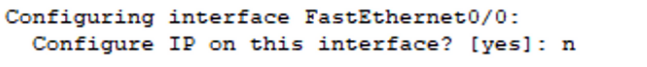 Configuring interface FastEthernet0/0:
Configure IP on this interface? [yes]: n